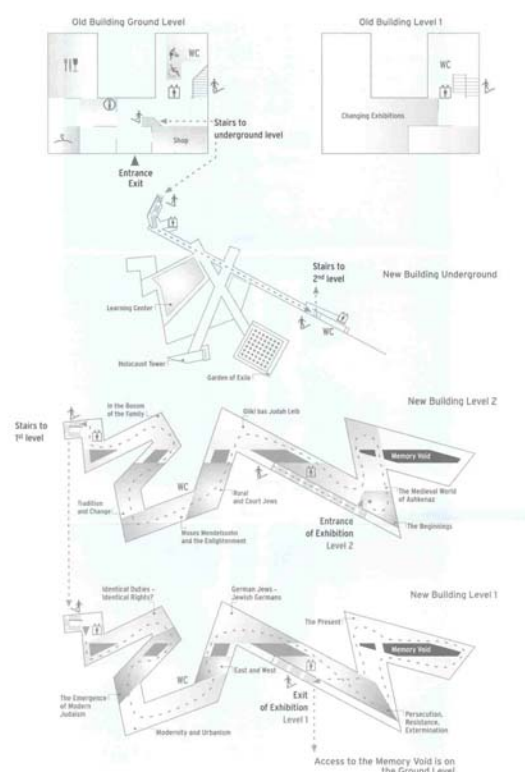 Old Building Ground Level
Old Building Level 1
WC
WC
Changing Exhibitions
Stairs to
underground level
Shop
Entrance
Exit
New Building Underground
Stairs to
2nd level
Learning Center
WC
Holocaust Tower
Garden of Exile
New Building Level 2
In the Bosom
of the Family
Glikl bas Judah Leib
Stairs to
1st level
Memory Void
WC
Tradition
and Change
Rural
and Court Jews
The Medieval World
of Ashkenaz
Moses Mendelssohn
and the Enlightenment
Entrance
of Exhibition
Level 2
The Beginnings
New Building Level 1
Identical Duties –
Identical Rights?
German Jews –
Jewish Germans
The Present
Memory Void
WC
East and West
The Emergence
of Modern
Judaism
Exit
of Exhibition
Level 1
Persecution,
Resistance,
Extermination
Modernity and Urbanism
Access to the Memory Void is on
the Ground Level